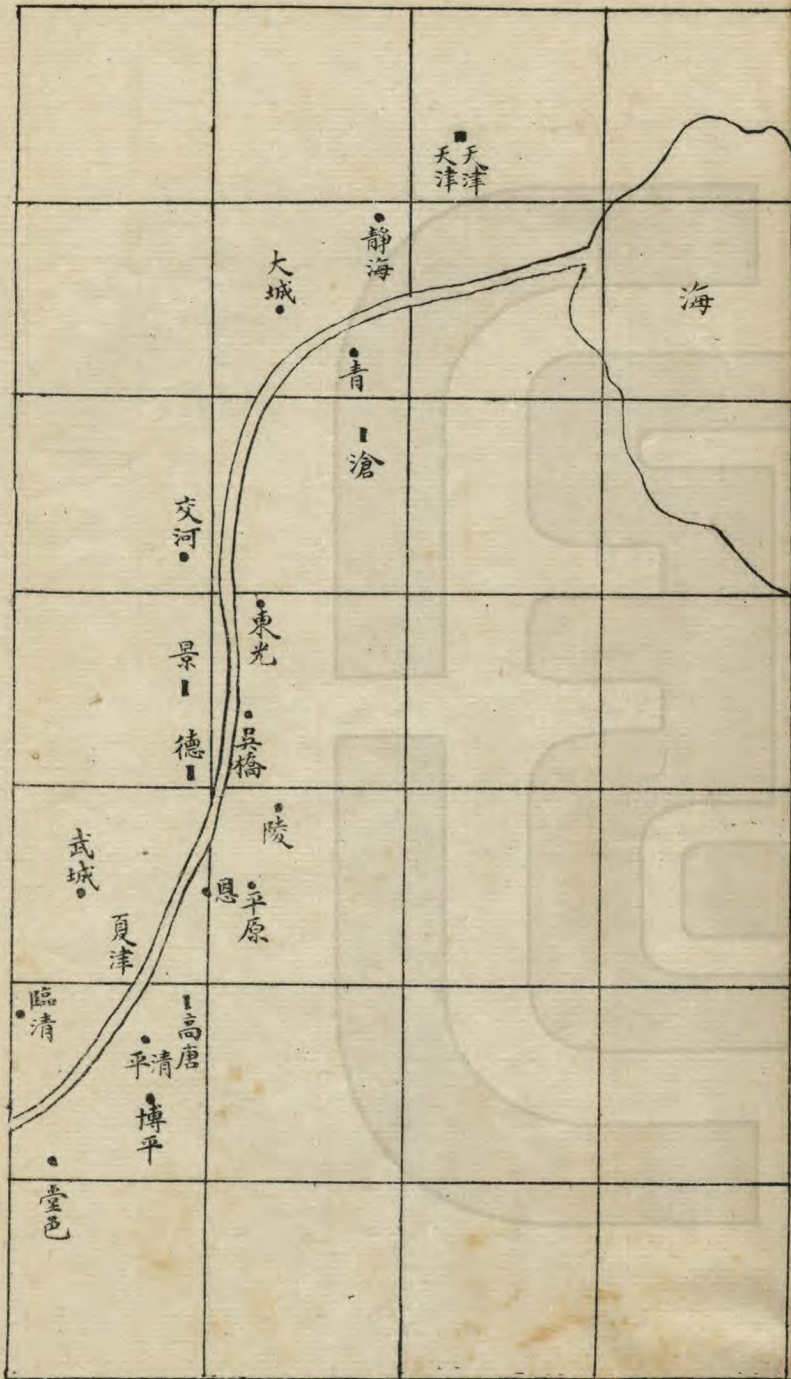 天津
天津
靜海
大城
海
青
滄
交河
東光
景
吳橋
德
陵
武城
恩
平原
夏津
高唐
臨清
清平
博平
堂邑